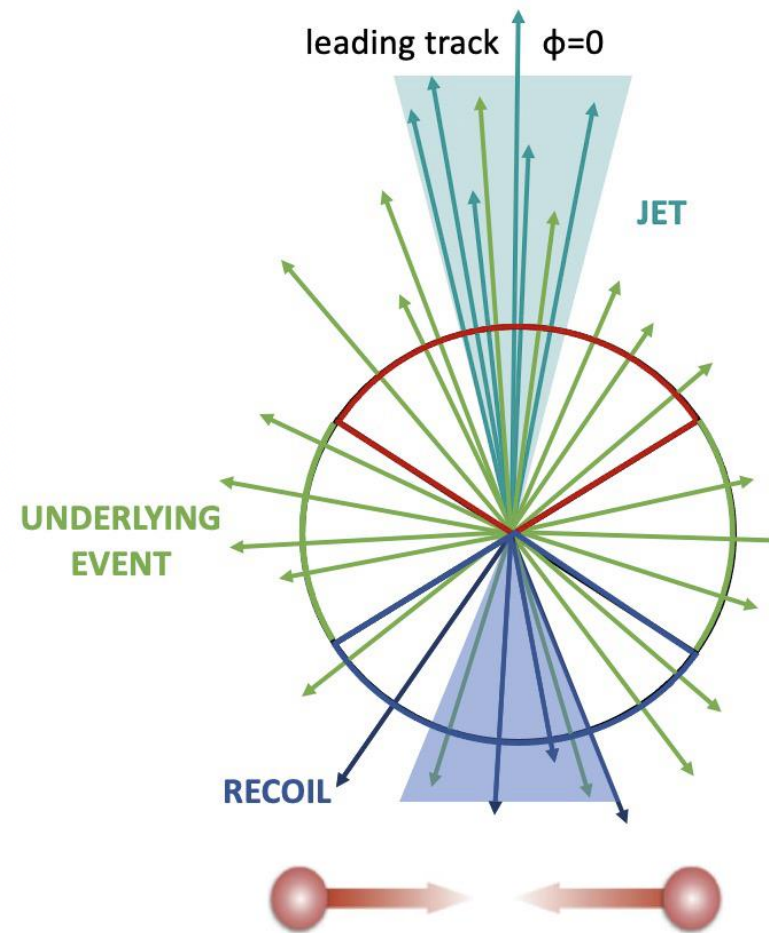 leading track ϕ=0
JET
UNDERLYING
EVENT
RECOIL